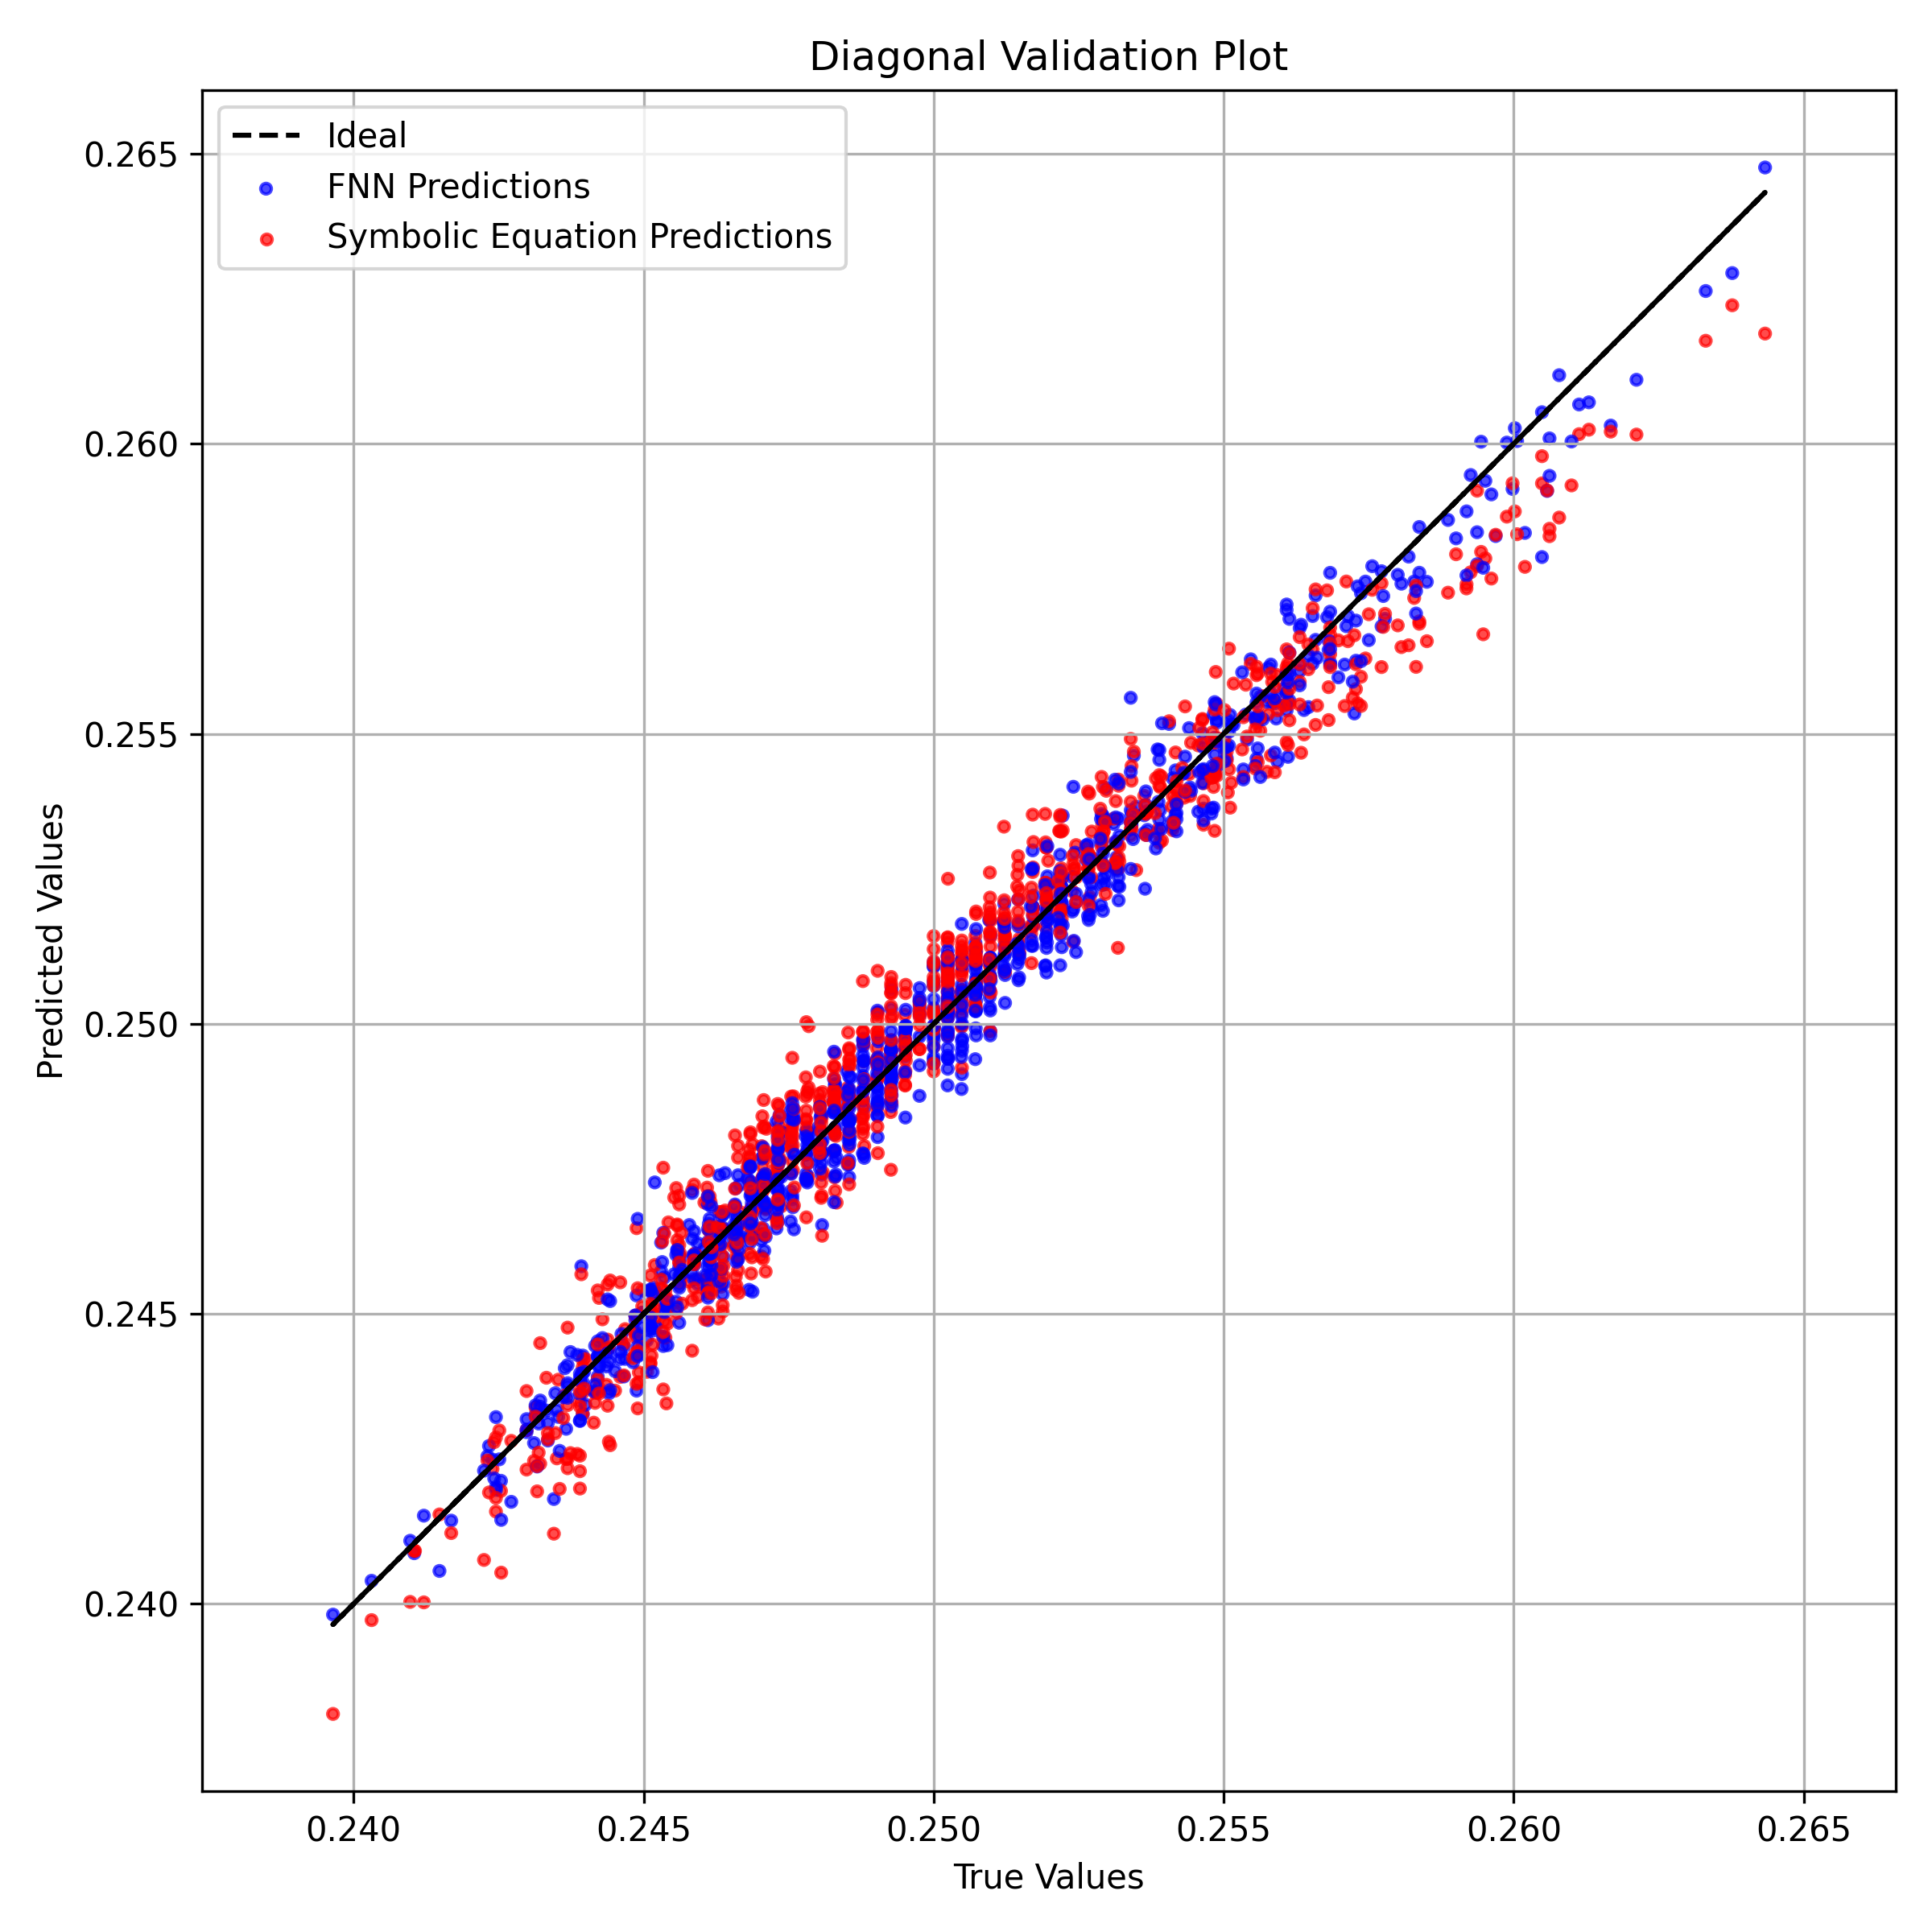 Diagonal Validation Plot
Ideal
FNN Predictions
Symbolic Equation Predictions
0.265
0.260
0.255
0.250
0.245
0.240
Predicted Values
0.240 0.245 0.250 0.255 0.260 0.265
True Values